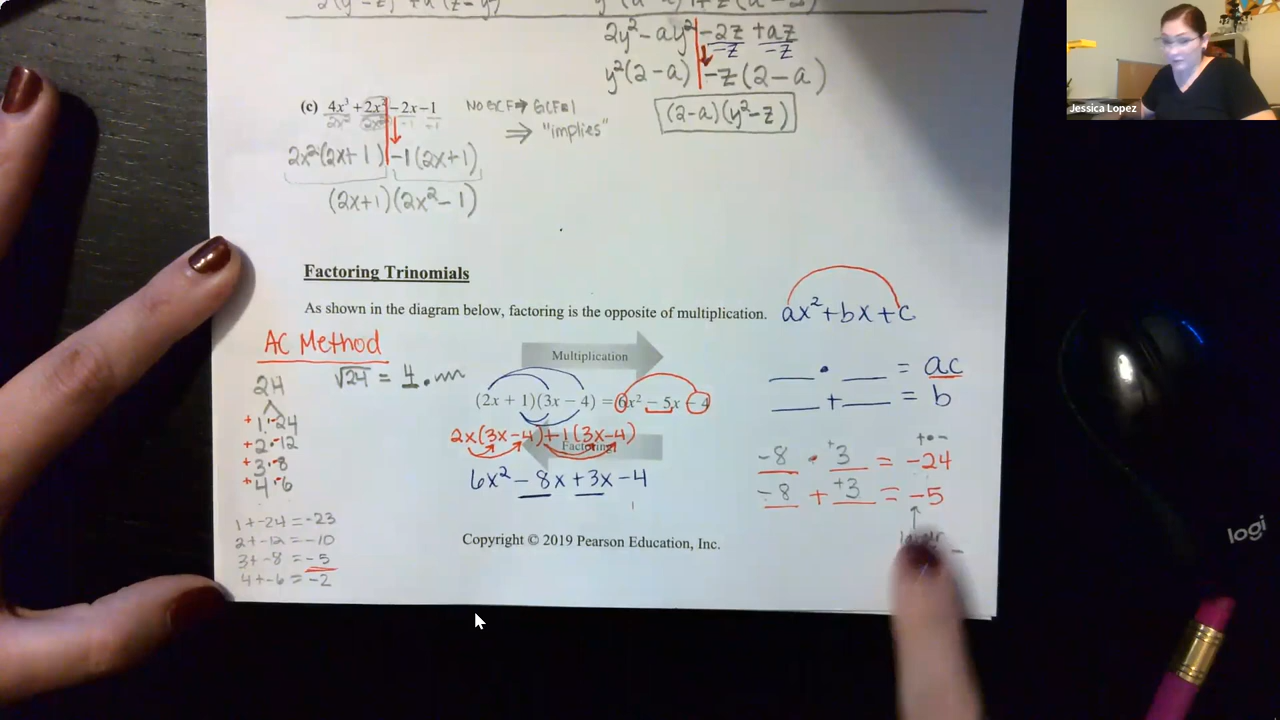 2y² - ay² - 2z + az
-z -z
y²(2-a) - z(2-a)
(2-a)(y²-z)
(c) 4x³ + 2x² - 2x - 1
2x² 2x² -1 -1
NO GCF ⇒ GCF=1
⇒ "implies"
2x²(2x+1) -1(2x+1)
(2x+1)(2x²-1)
Jessica Lopez
Factoring Trinomials
As shown in the diagram below, factoring is the opposite of multiplication.
ax²+bx+c
AC Method
24
+1·-24
+2·-12
+3·-8
+4·-6
√24 = 4.
1+-24=-23
2+-12=-10
3+-8=-5
4+-6=-2
Multiplication
(2x + 1)(3x − 4) = 6x² − 5x − 4
2x(3x-4)+1(3x-4)
Factoring
6x² - 8x + 3x - 4
Copyright © 2019 Pearson Education, Inc.
___ · ___ = ac
___ + ___ = b
+·-
-8 · +3 = -24
-8 + +3 = -5
logi